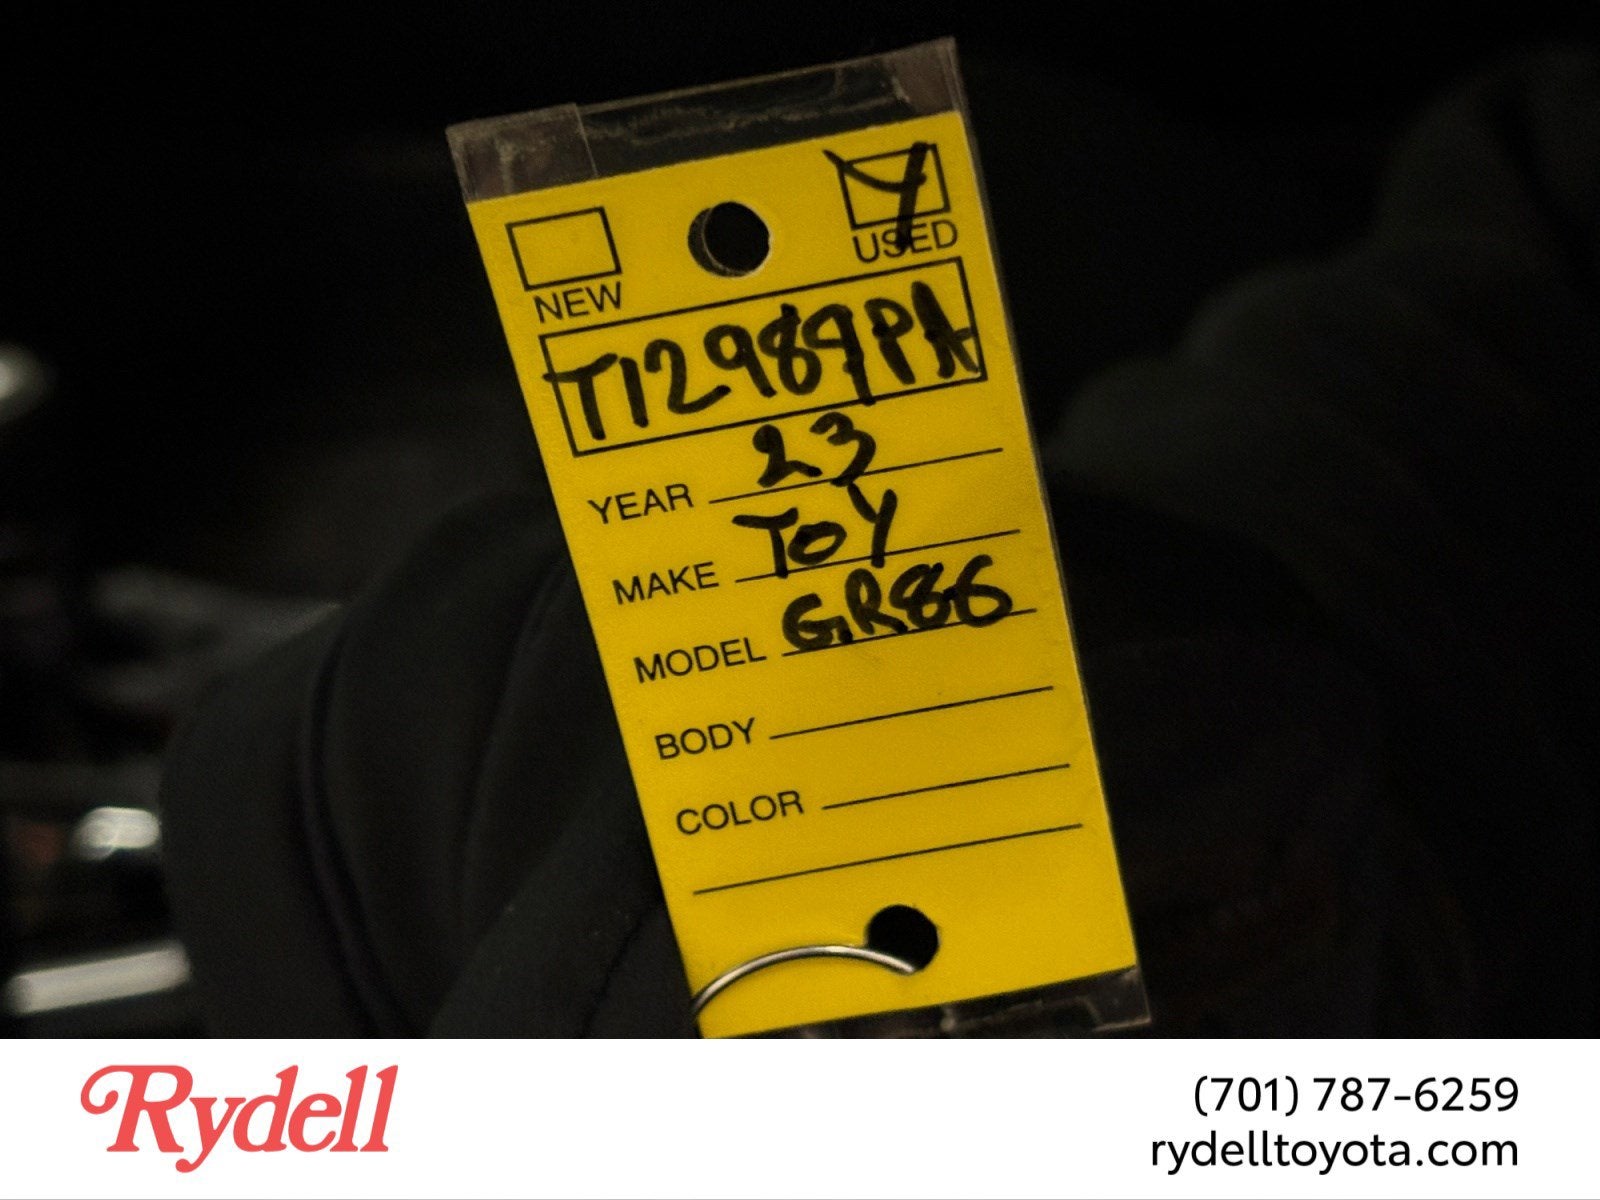 NEW USED
T12989PA
YEAR 23
MAKE TOY
MODEL GR86
BODY
COLOR
Rydell
(701) 787-6259
rydelltoyota.com